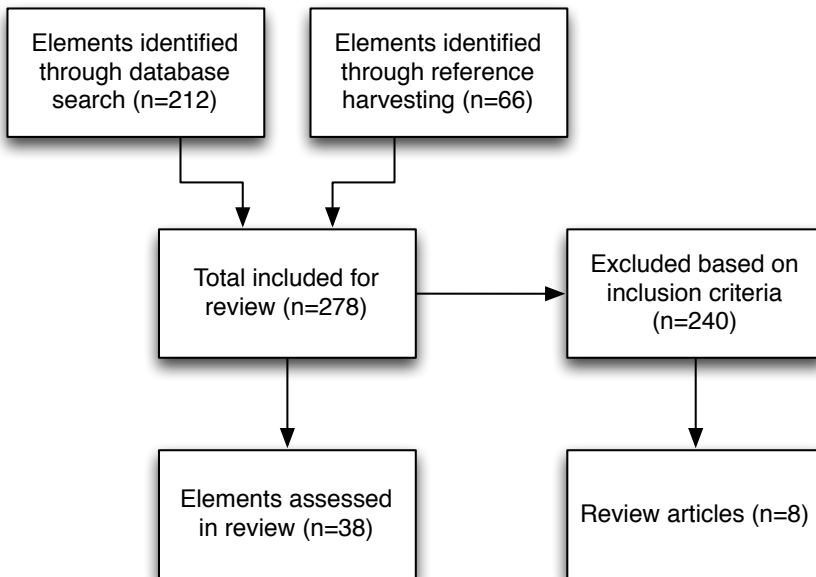 Elements identified
through database
search (n=212)
Elements identified
through reference
harvesting (n=66)
Total included for
review (n=278)
Excluded based on
inclusion criteria
(n=240)
Elements assessed
in review (n=38)
Review articles (n=8)